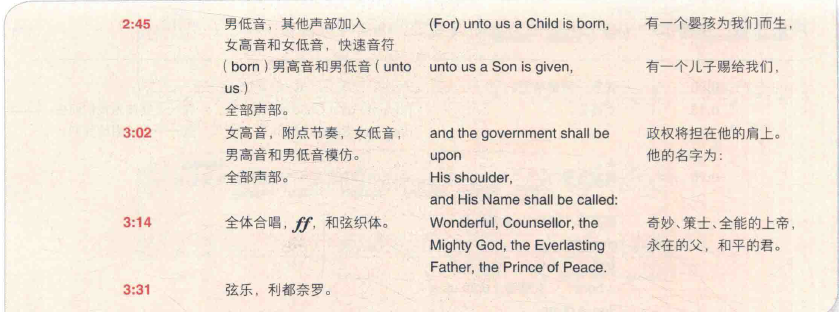 2:45 男低音，其他声部加入 (For) unto us a Child is born, 有一个婴孩为我们而生，
女高音和女低音，快速音符
（born）男高音和男低音（unto unto us a Son is given, 有一个儿子赐给我们，
us）
全部声部。
3:02 女高音，附点节奏，女低音， and the government shall be 政权将担在他的肩上。
男高音和男低音模仿。 upon 他的名字为：
全部声部。 His shoulder,
and His Name shall be called:
3:14 全体合唱，ff，和弦织体。 Wonderful, Counsellor, the 奇妙、策士、全能的上帝，
Mighty God, the Everlasting 永在的父，和平的君。
Father, the Prince of Peace.
3:31 弦乐，利都奈罗。